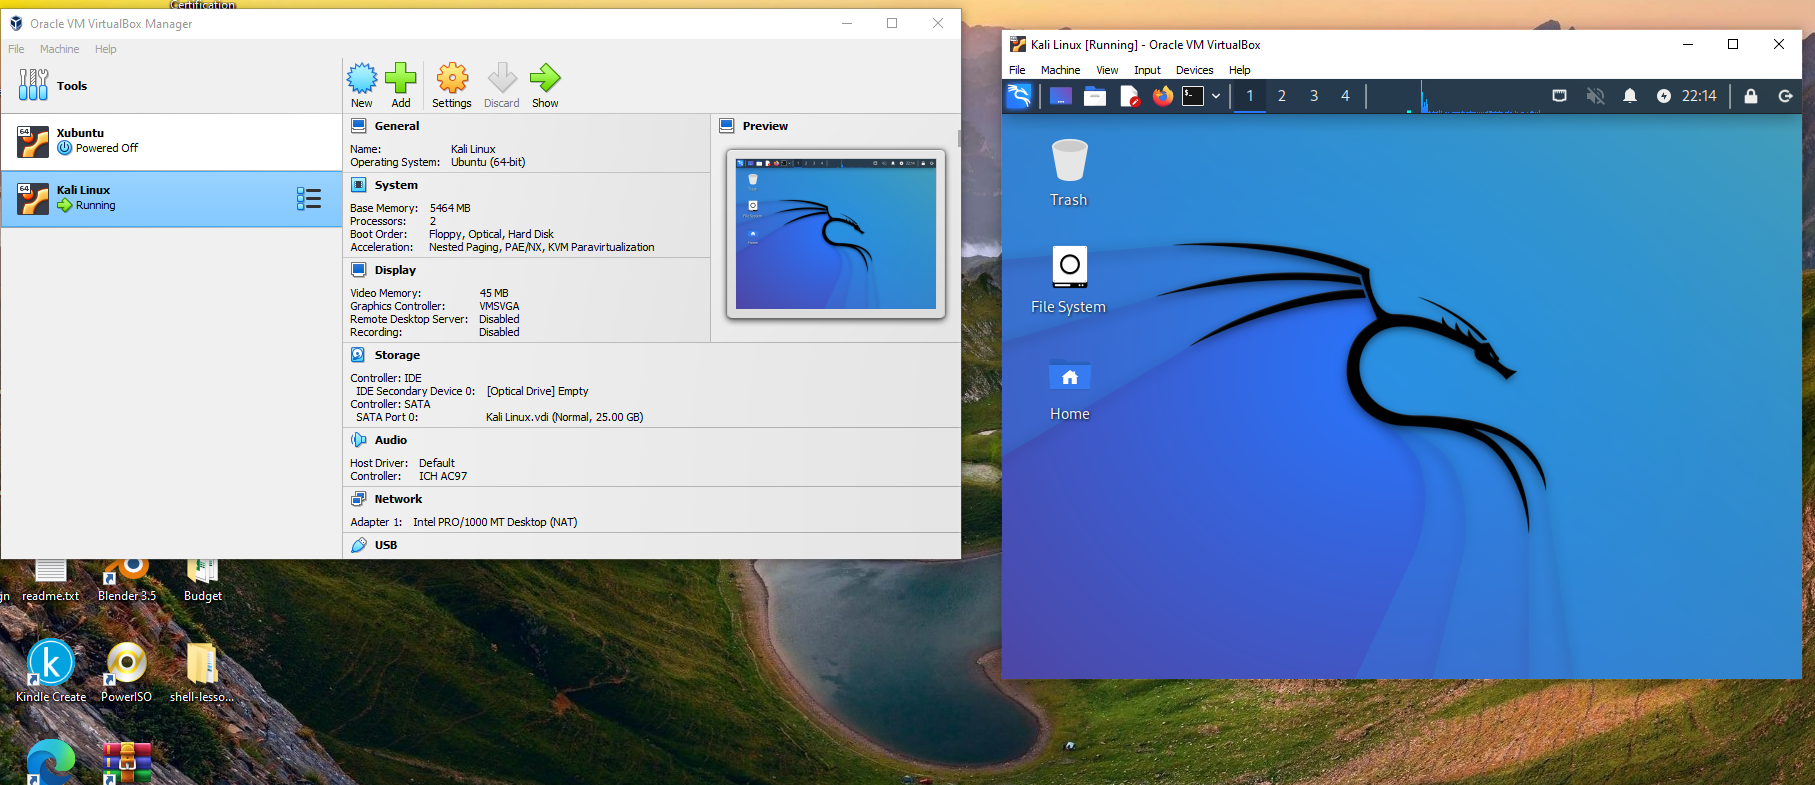 Certification
Oracle VM VirtualBox Manager
File Machine Help
Tools
New Add Settings Discard Show
64
Xubuntu
Powered Off
64
Kali Linux
Running
General
Name: Kali Linux
Operating System: Ubuntu (64-bit)
System
Base Memory: 5464 MB
Processors: 2
Boot Order: Floppy, Optical, Hard Disk
Acceleration: Nested Paging, PAE/NX, KVM Paravirtualization
Display
Video Memory: 45 MB
Graphics Controller: VMSVGA
Remote Desktop Server: Disabled
Recording: Disabled
Storage
Controller: IDE
IDE Secondary Device 0: [Optical Drive] Empty
Controller: SATA
SATA Port 0: Kali Linux.vdi (Normal, 25.00 GB)
Audio
Host Driver: Default
Controller: ICH AC97
Network
Adapter 1: Intel PRO/1000 MT Desktop (NAT)
USB
Preview
Kali Linux [Running] - Oracle VM VirtualBox
File Machine View Input Devices Help
1 2 3 4 22:14
Trash
File System
Home
gn readme.txt Blender 3.5 Budget
k
Kindle Create PowerISO shell-lesso...